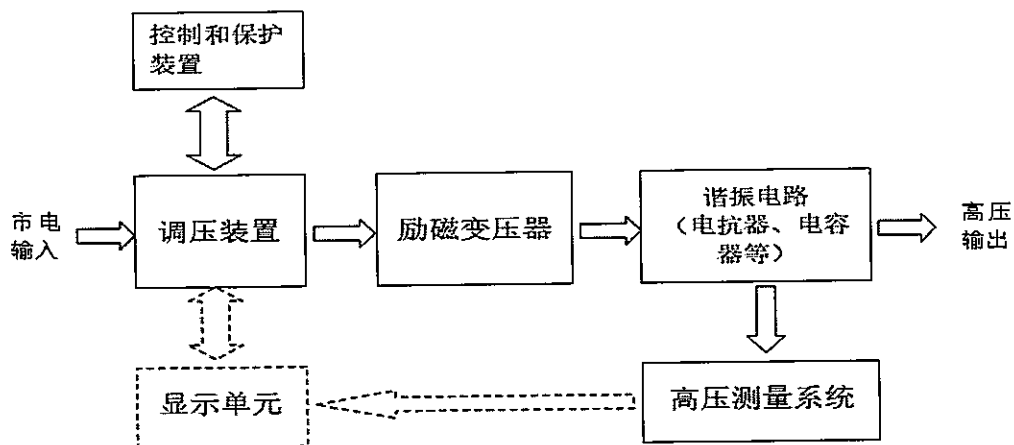 控制和保护
装置
市电
输入
调压装置
励磁变压器
谐振电路
（电抗器、电容
器等）
高压
输出
显示单元
高压测量系统